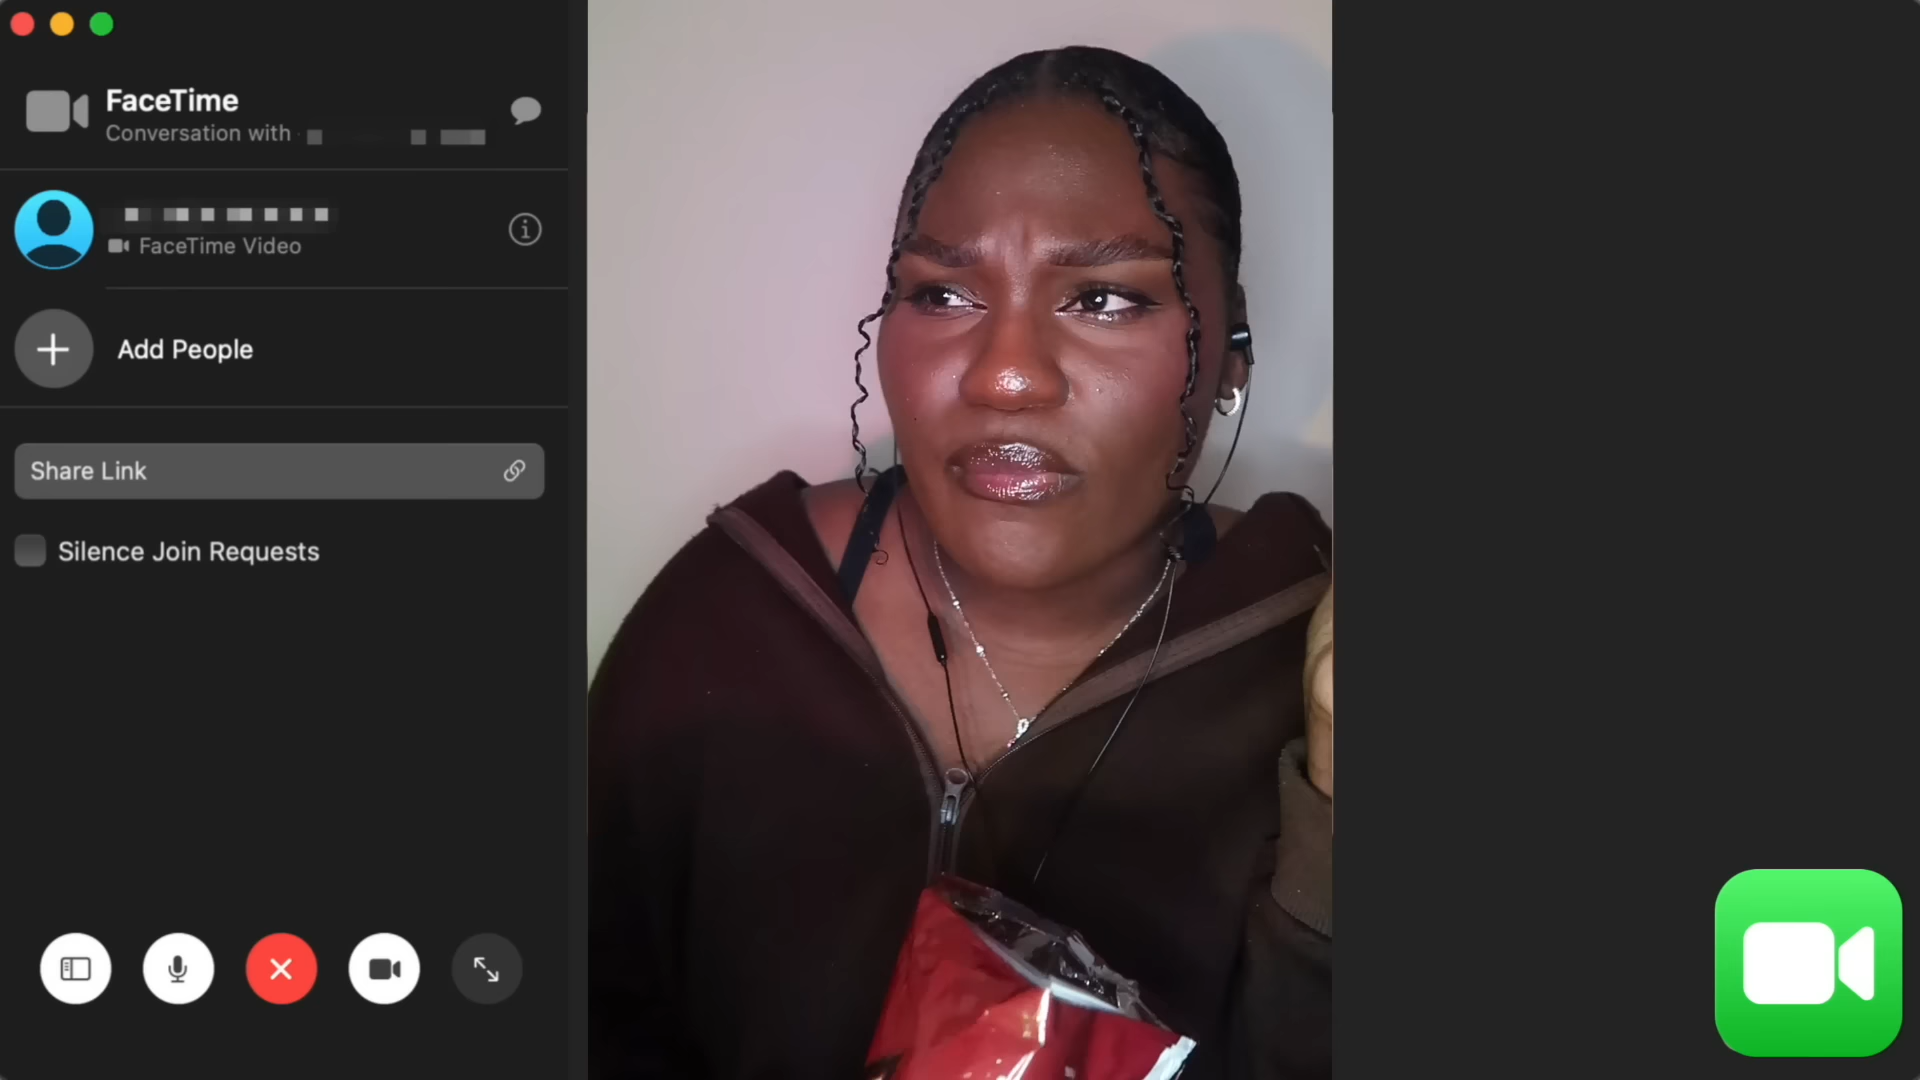 FaceTime
Conversation with
FaceTime Video
Add People
Share Link
Silence Join Requests